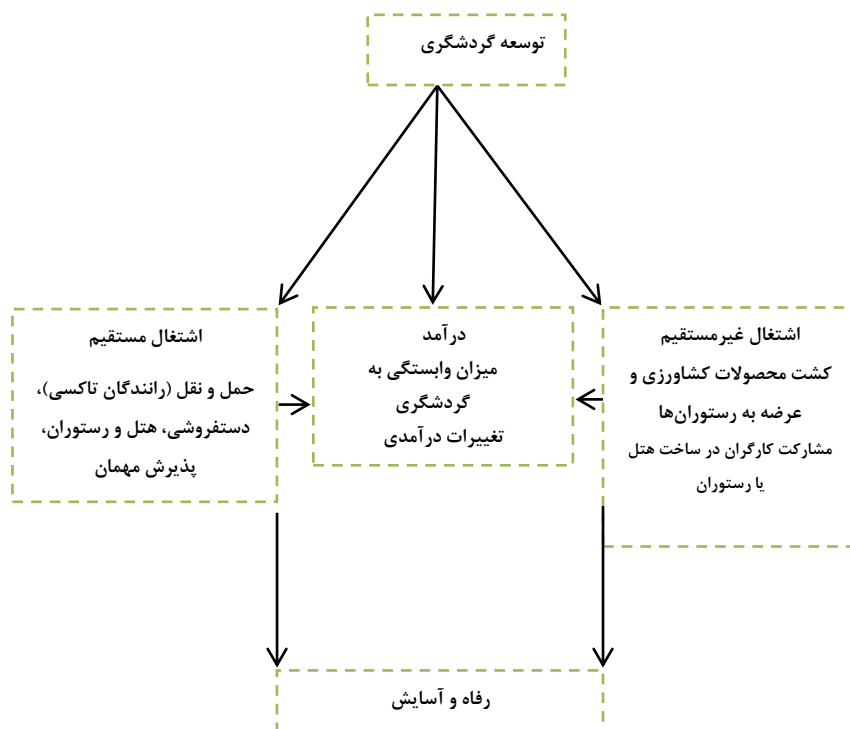 توسعه گردشگری
اشتغال غیرمستقیم
کشت محصولات کشاورزی و
عرضه به رستوران‌ها
مشارکت کارگران در ساخت هتل
یا رستوران
درآمد
میزان وابستگی به
گردشگری
تغییرات درآمدی
اشتغال مستقیم
حمل و نقل (رانندگان تاکسی)،
دستفروشی، هتل و رستوران،
پذیرش مهمان
رفاه و آسایش